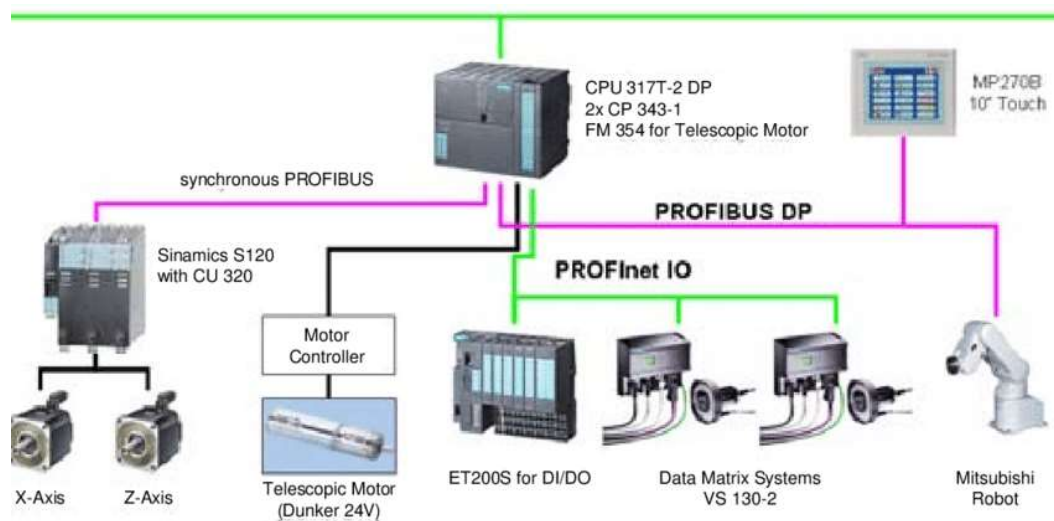 CPU 317T-2 DP
2x CP 343-1
FM 354 for Telescopic Motor
MP270B
10" Touch
synchronous PROFIBUS
PROFIBUS DP
Sinamics S120
with CU 320
PROFInet IO
Motor
Controller
X-Axis
Z-Axis
Telescopic Motor
(Dunker 24V)
ET200S for DI/DO
Data Matrix Systems
VS 130-2
Mitsubishi
Robot